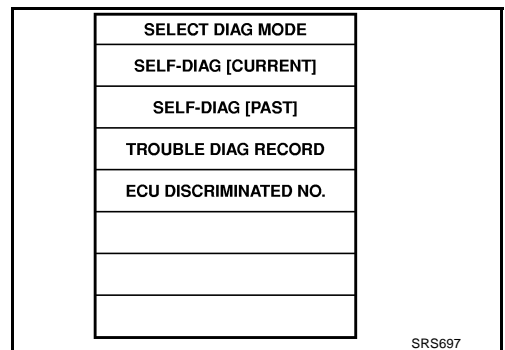 SELECT DIAG MODE
SELF-DIAG [CURRENT]
SELF-DIAG [PAST]
TROUBLE DIAG RECORD
ECU DISCRIMINATED NO.
SRS697